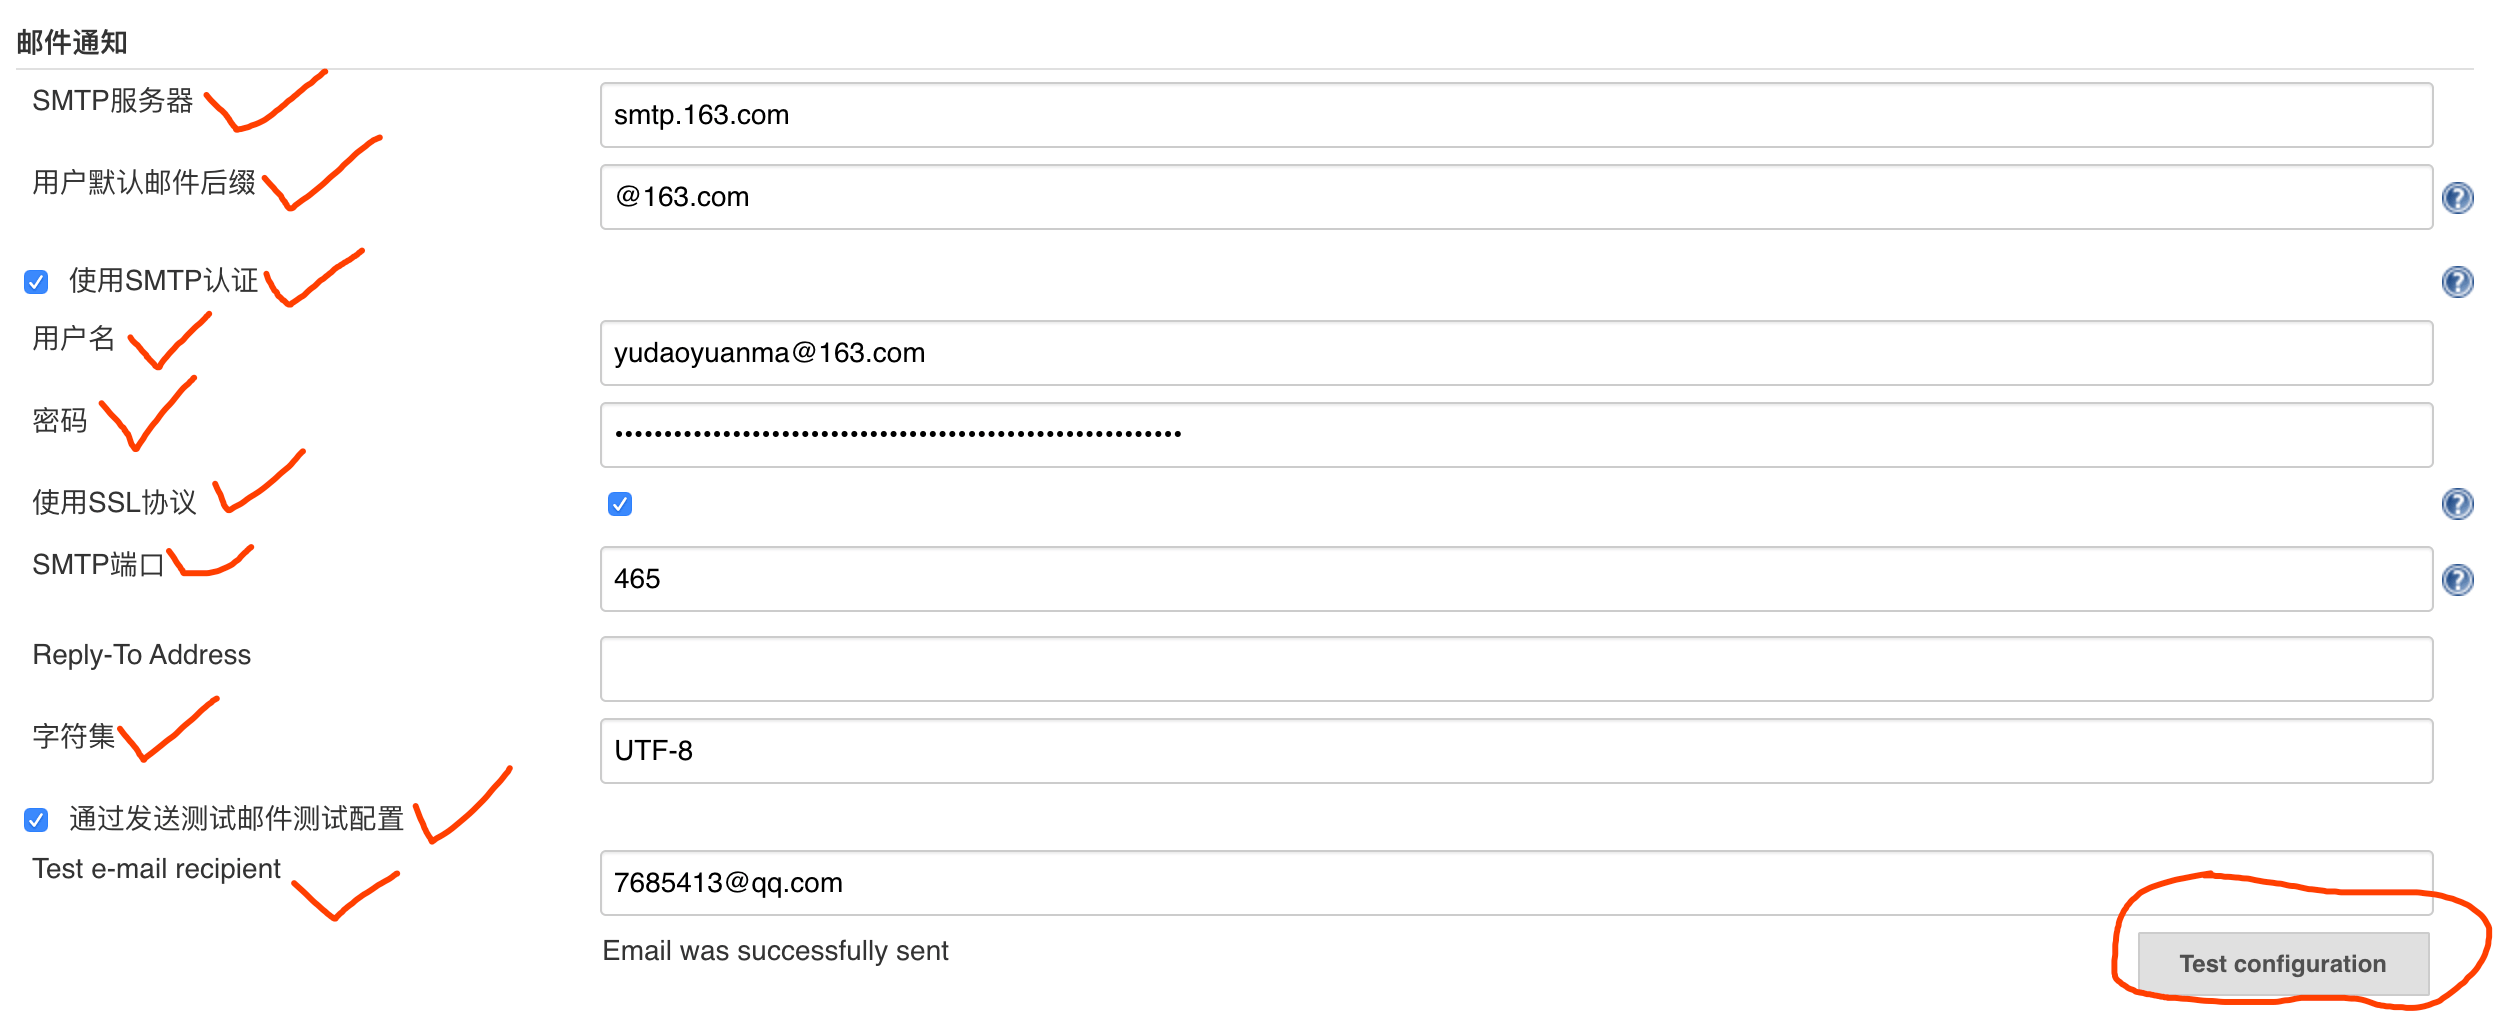 邮件通知
SMTP服务器
smtp.163.com
用户默认邮件后缀
@163.com
使用SMTP认证
用户名
yudaoyuanma@163.com
密码
••••••••••••••••••••••••••••••••••••••••••••••••••••••••••
使用SSL协议
SMTP端口
465
Reply-To Address
字符集
UTF-8
通过发送测试邮件测试配置
Test e-mail recipient
7685413@qq.com
Email was successfully sent
Test configuration